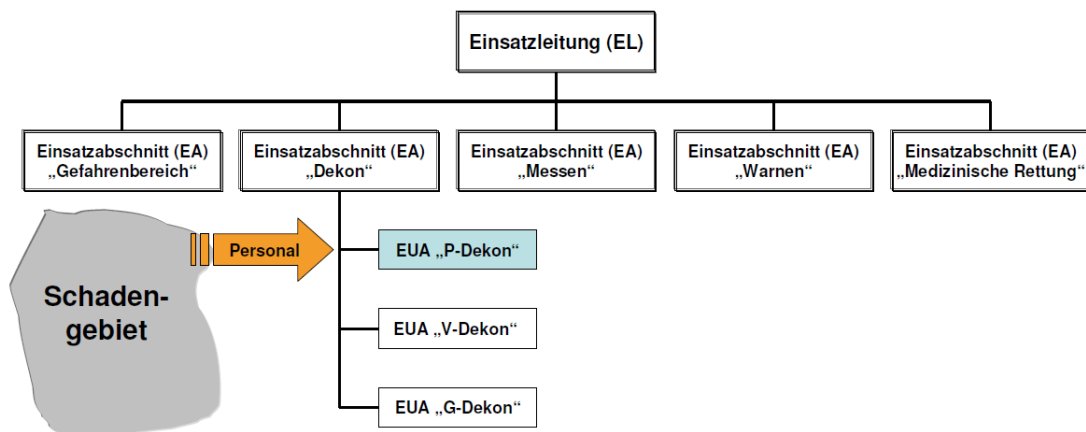 Einsatzleitung (EL)
Einsatzabschnitt (EA)
„Gefahrenbereich“
Einsatzabschnitt (EA)
„Dekon“
Einsatzabschnitt (EA)
„Messen“
Einsatzabschnitt (EA)
„Warnen“
Einsatzabschnitt (EA)
„Medizinische Rettung“
Schaden-
gebiet
Personal
EUA „P-Dekon“
EUA „V-Dekon“
EUA „G-Dekon“